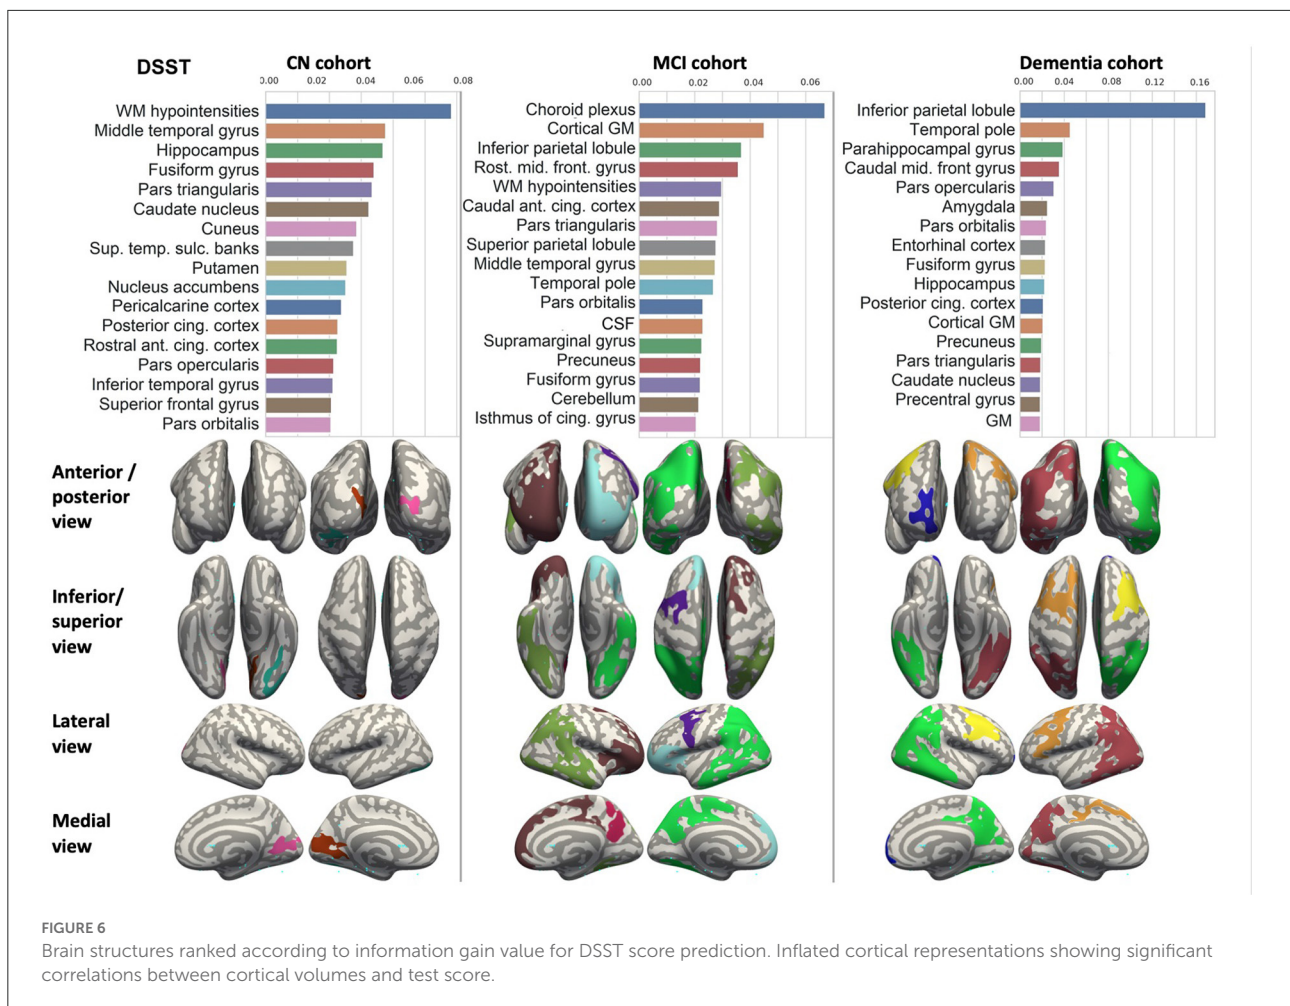 DSST
CN cohort
0.00 0.02 0.04 0.06 0.08
WM hypointensities
Middle temporal gyrus
Hippocampus
Fusiform gyrus
Pars triangularis
Caudate nucleus
Cuneus
Sup. temp. sulc. banks
Putamen
Nucleus accumbens
Pericalcarine cortex
Posterior cing. cortex
Rostral ant. cing. cortex
Pars opercularis
Inferior temporal gyrus
Superior frontal gyrus
Pars orbitalis
MCI cohort
0.00 0.02 0.04 0.06
Choroid plexus
Cortical GM
Inferior parietal lobule
Rost. mid. front. gyrus
WM hypointensities
Caudal ant. cing. cortex
Pars triangularis
Superior parietal lobule
Middle temporal gyrus
Temporal pole
Pars orbitalis
CSF
Supramarginal gyrus
Precuneus
Fusiform gyrus
Cerebellum
Isthmus of cing. gyrus
Dementia cohort
0.00 0.04 0.08 0.12 0.16
Inferior parietal lobule
Temporal pole
Parahippocampal gyrus
Caudal mid. front gyrus
Pars opercularis
Amygdala
Pars orbitalis
Entorhinal cortex
Fusiform gyrus
Hippocampus
Posterior cing. cortex
Cortical GM
Precuneus
Pars triangularis
Caudate nucleus
Precentral gyrus
GM
Anterior /
posterior
view
Inferior/
superior
view
Lateral
view
Medial
view
FIGURE 6
Brain structures ranked according to information gain value for DSST score prediction. Inflated cortical representations showing significant
correlations between cortical volumes and test score.